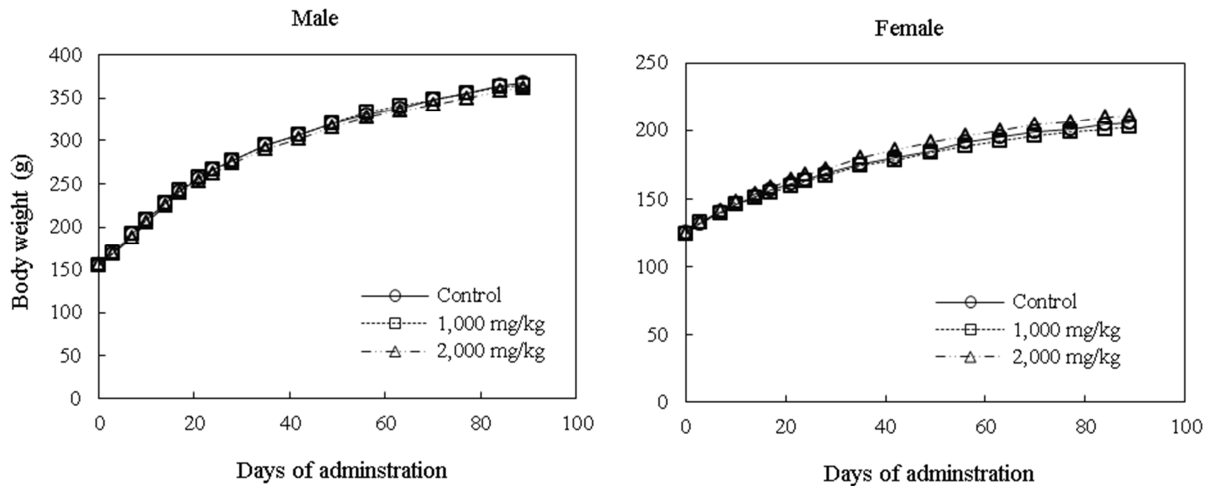 Male
Body weight (g)
400
350
300
250
200
150
100
50
0
0 20 40 60 80 100
Control
1,000 mg/kg
2,000 mg/kg
Days of adminstration
Female
250
200
150
100
50
0
0 20 40 60 80 100
Control
1,000 mg/kg
2,000 mg/kg
Days of adminstration